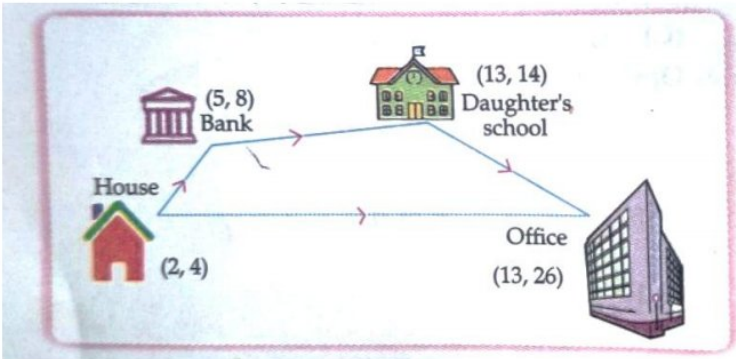 (13, 14)
Daughter's
school
(5, 8)
Bank
House
(2, 4)
Office
(13, 26)